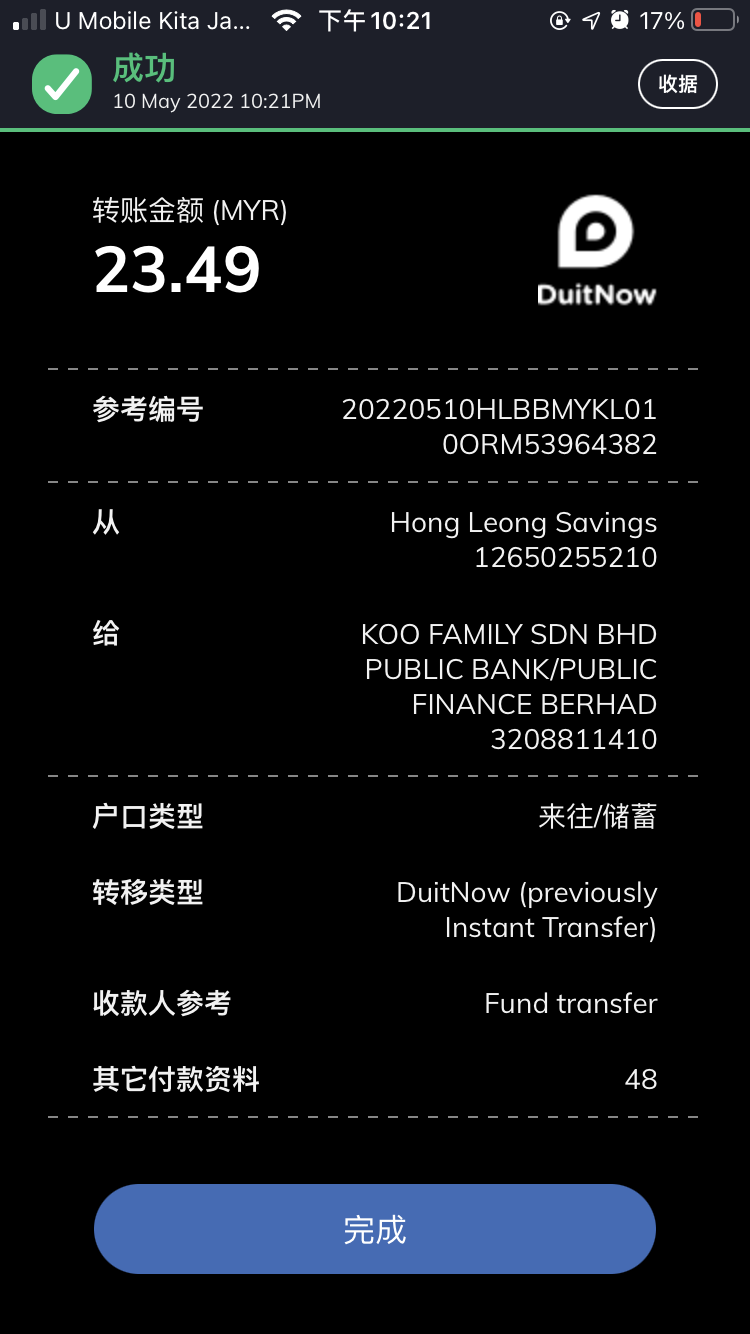 U Mobile Kita Ja... 下午10:21 17%
成功
10 May 2022 10:21PM
收据
转账金额 (MYR)
23.49
DuitNow
参考编号 20220510HLBBMYKL01
0ORM53964382
从 Hong Leong Savings
12650255210
给 KOO FAMILY SDN BHD
PUBLIC BANK/PUBLIC
FINANCE BERHAD
3208811410
户口类型 来往/储蓄
转移类型 DuitNow (previously
Instant Transfer)
收款人参考 Fund transfer
其它付款资料 48
完成